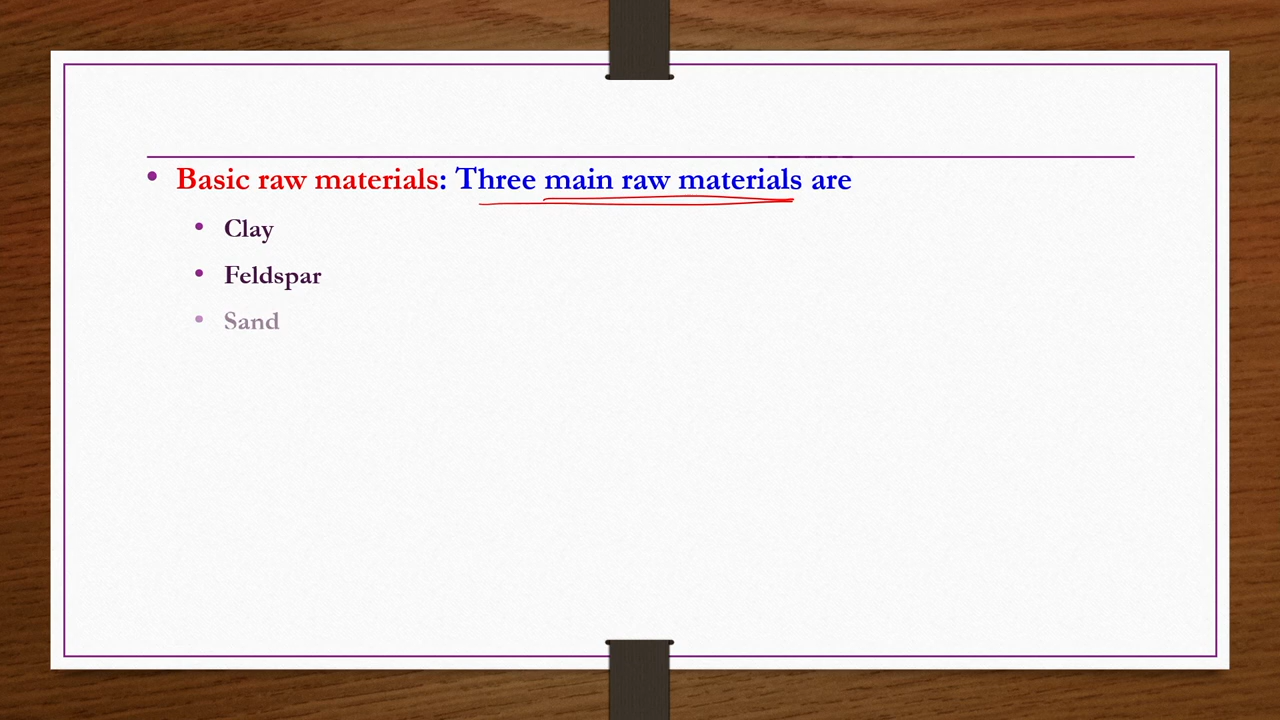 • Basic raw materials: Three main raw materials are
• Clay
• Feldspar
• Sand